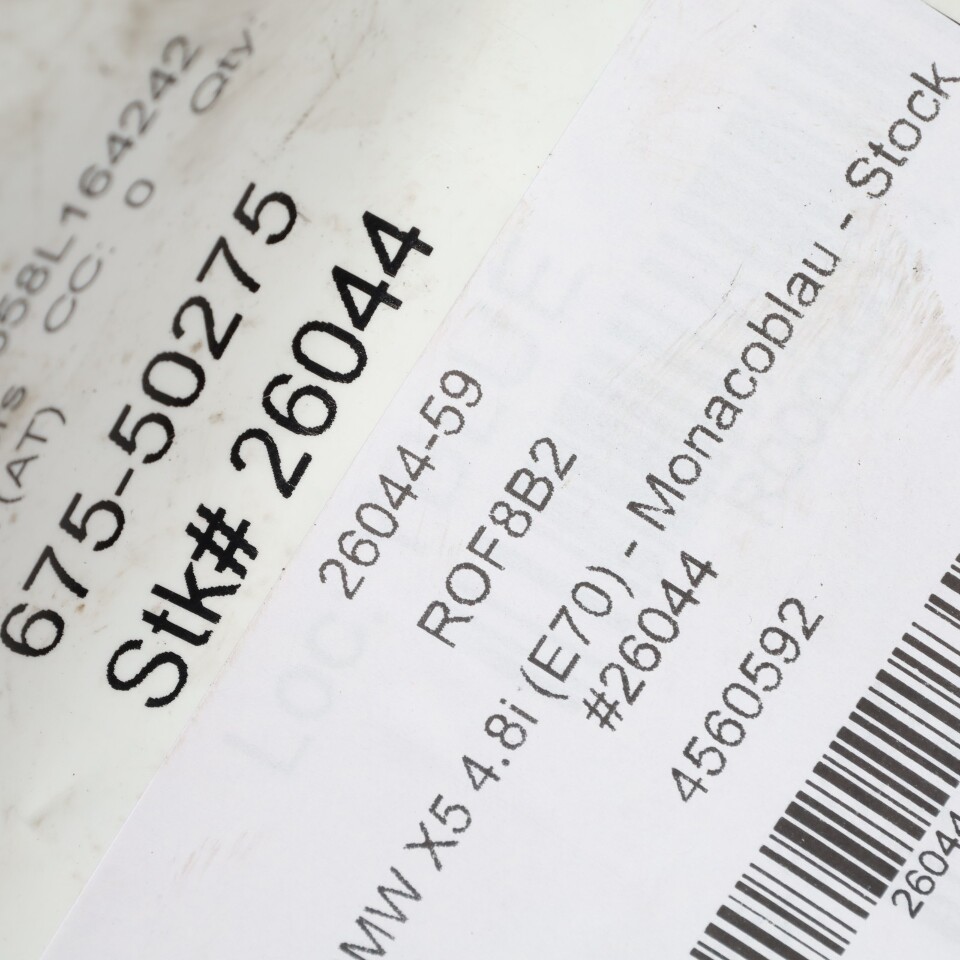 58L164242
CC: 0 Qty
(AT)
675-50275
Stk# 26044
26044-59
ROF8B2
MW X5 4.8i (E70) - Monacoblau - Stock
#26044
4560592
26044